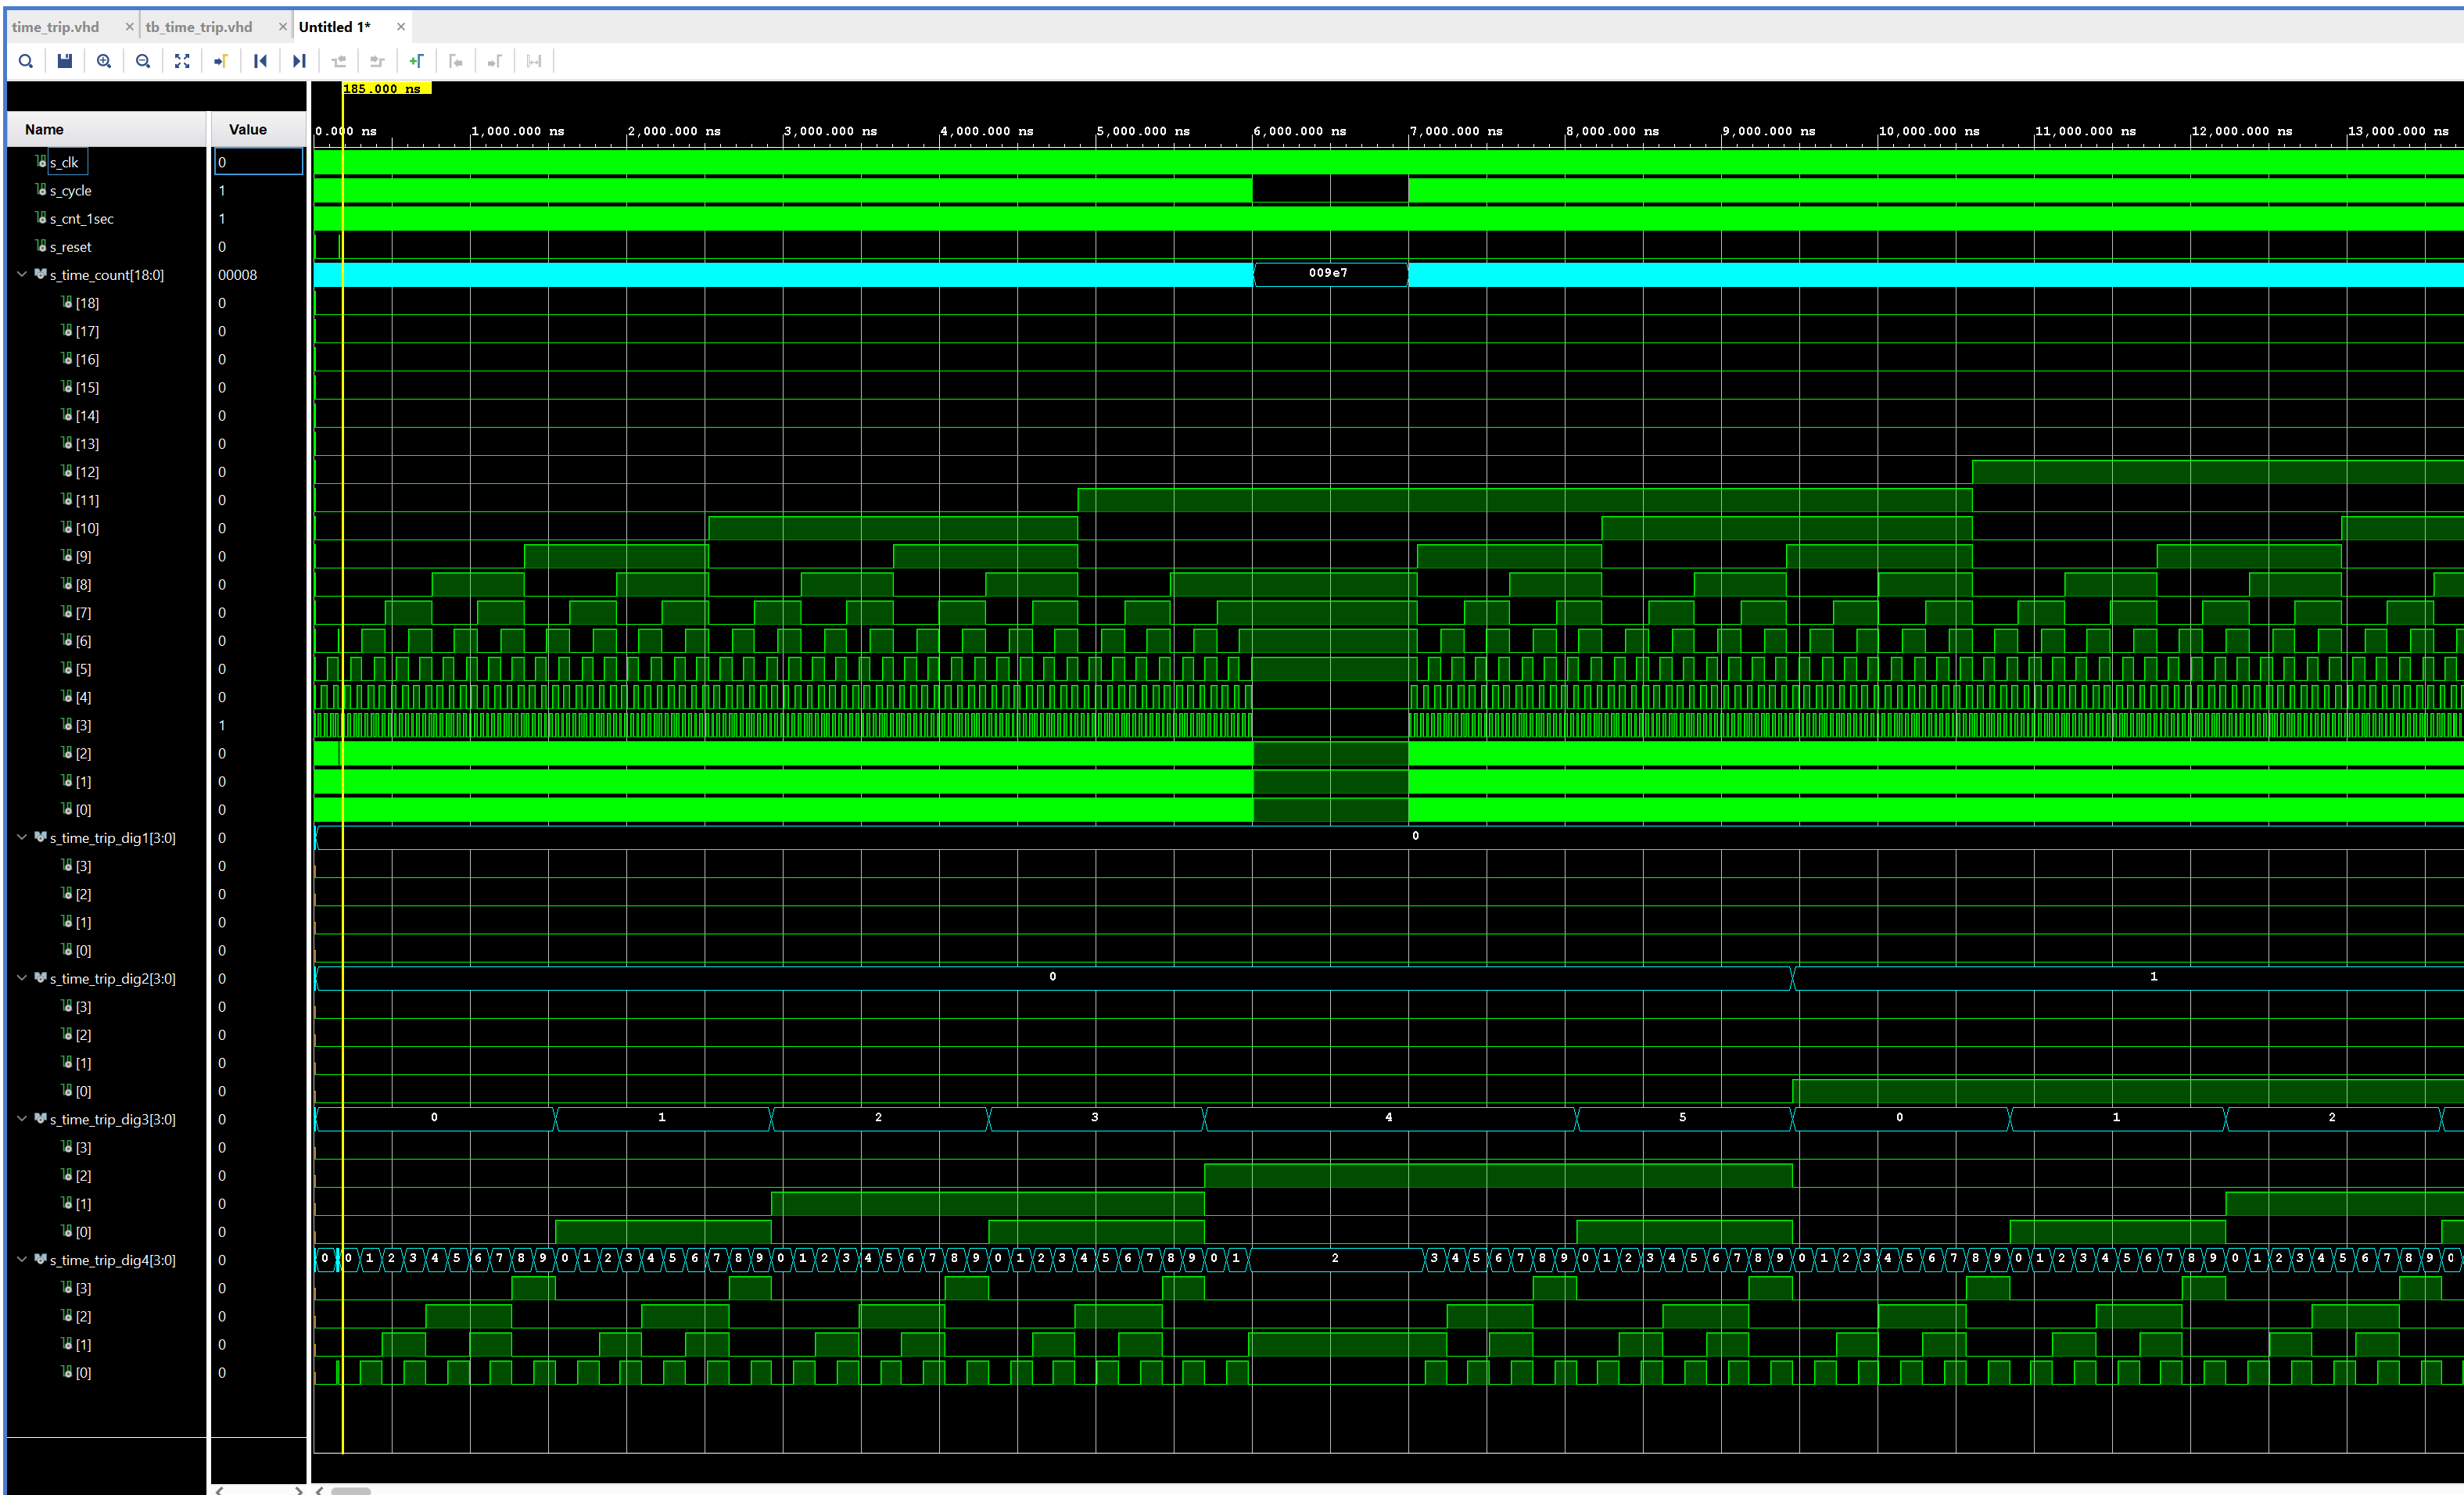 time_trip.vhd × tb_time_trip.vhd × Untitled 1* ×
185.000 ns
Name Value
0.000 ns 1,000.000 ns 2,000.000 ns 3,000.000 ns 4,000.000 ns 5,000.000 ns 6,000.000 ns 7,000.000 ns 8,000.000 ns 9,000.000 ns 10,000.000 ns 11,000.000 ns 12,000.000 ns 13,000.000 ns
s_clk 0
s_cycle 1
s_cnt_1sec 1
s_reset 0
s_time_count[18:0] 00008 009e7
[18] 0
[17] 0
[16] 0
[15] 0
[14] 0
[13] 0
[12] 0
[11] 0
[10] 0
[9] 0
[8] 0
[7] 0
[6] 0
[5] 0
[4] 0
[3] 1
[2] 0
[1] 0
[0] 0
s_time_trip_dig1[3:0] 0 0
[3] 0
[2] 0
[1] 0
[0] 0
s_time_trip_dig2[3:0] 0 0 1
[3] 0
[2] 0
[1] 0
[0] 0
s_time_trip_dig3[3:0] 0 0 1 2 3 4 5 0 1 2
[3] 0
[2] 0
[1] 0
[0] 0
s_time_trip_dig4[3:0] 0 0 0 1 2 3 4 5 6 7 8 9 0 1 2 3 4 5 6 7 8 9 0 1 2 3 4 5 6 7 8 9 0 1 2 3 4 5 6 7 8 9 0 1 2 3 4 5 6 7 8 9 0 1 2 3 4 5 6 7 8 9 0 1 2 3 4 5 6 7 8 9 0 1 2 3 4 5 6 7 8 9 0 1 2 3 4 5 6 7 8 9 0
[3] 0
[2] 0
[1] 0
[0] 0